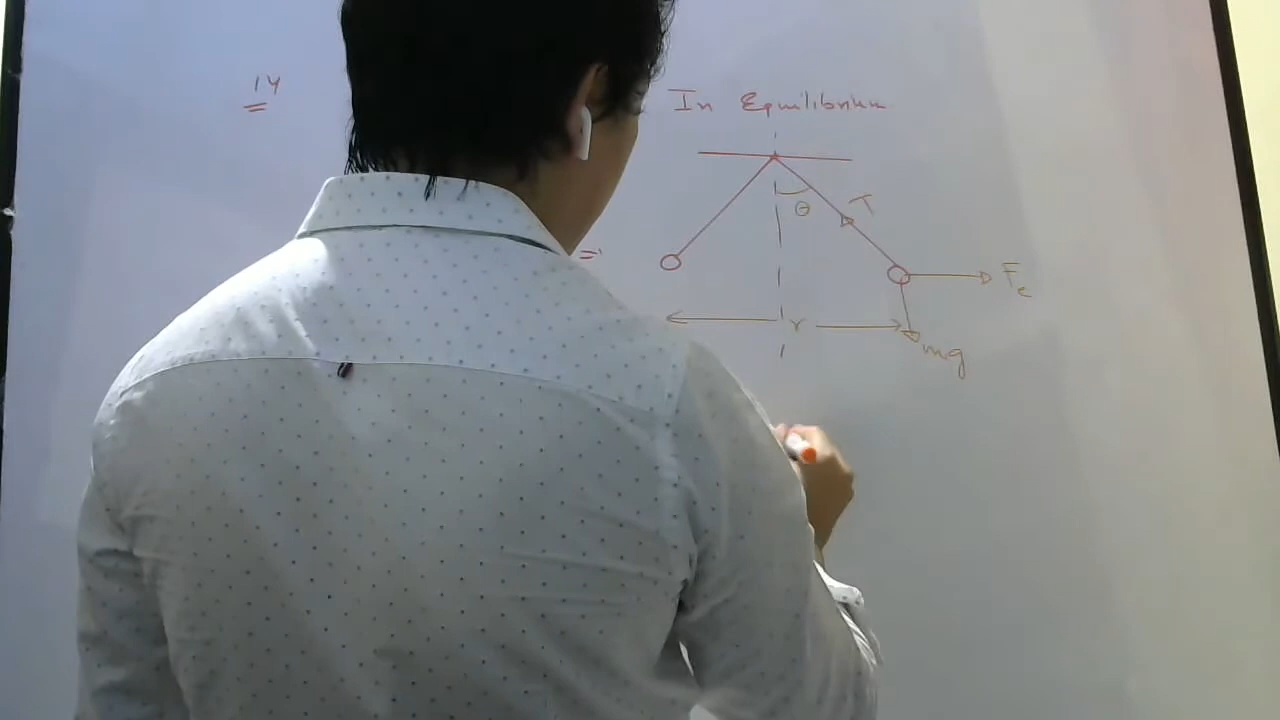 14
In Equilibrium
θ
T
=
Fe
r
mg